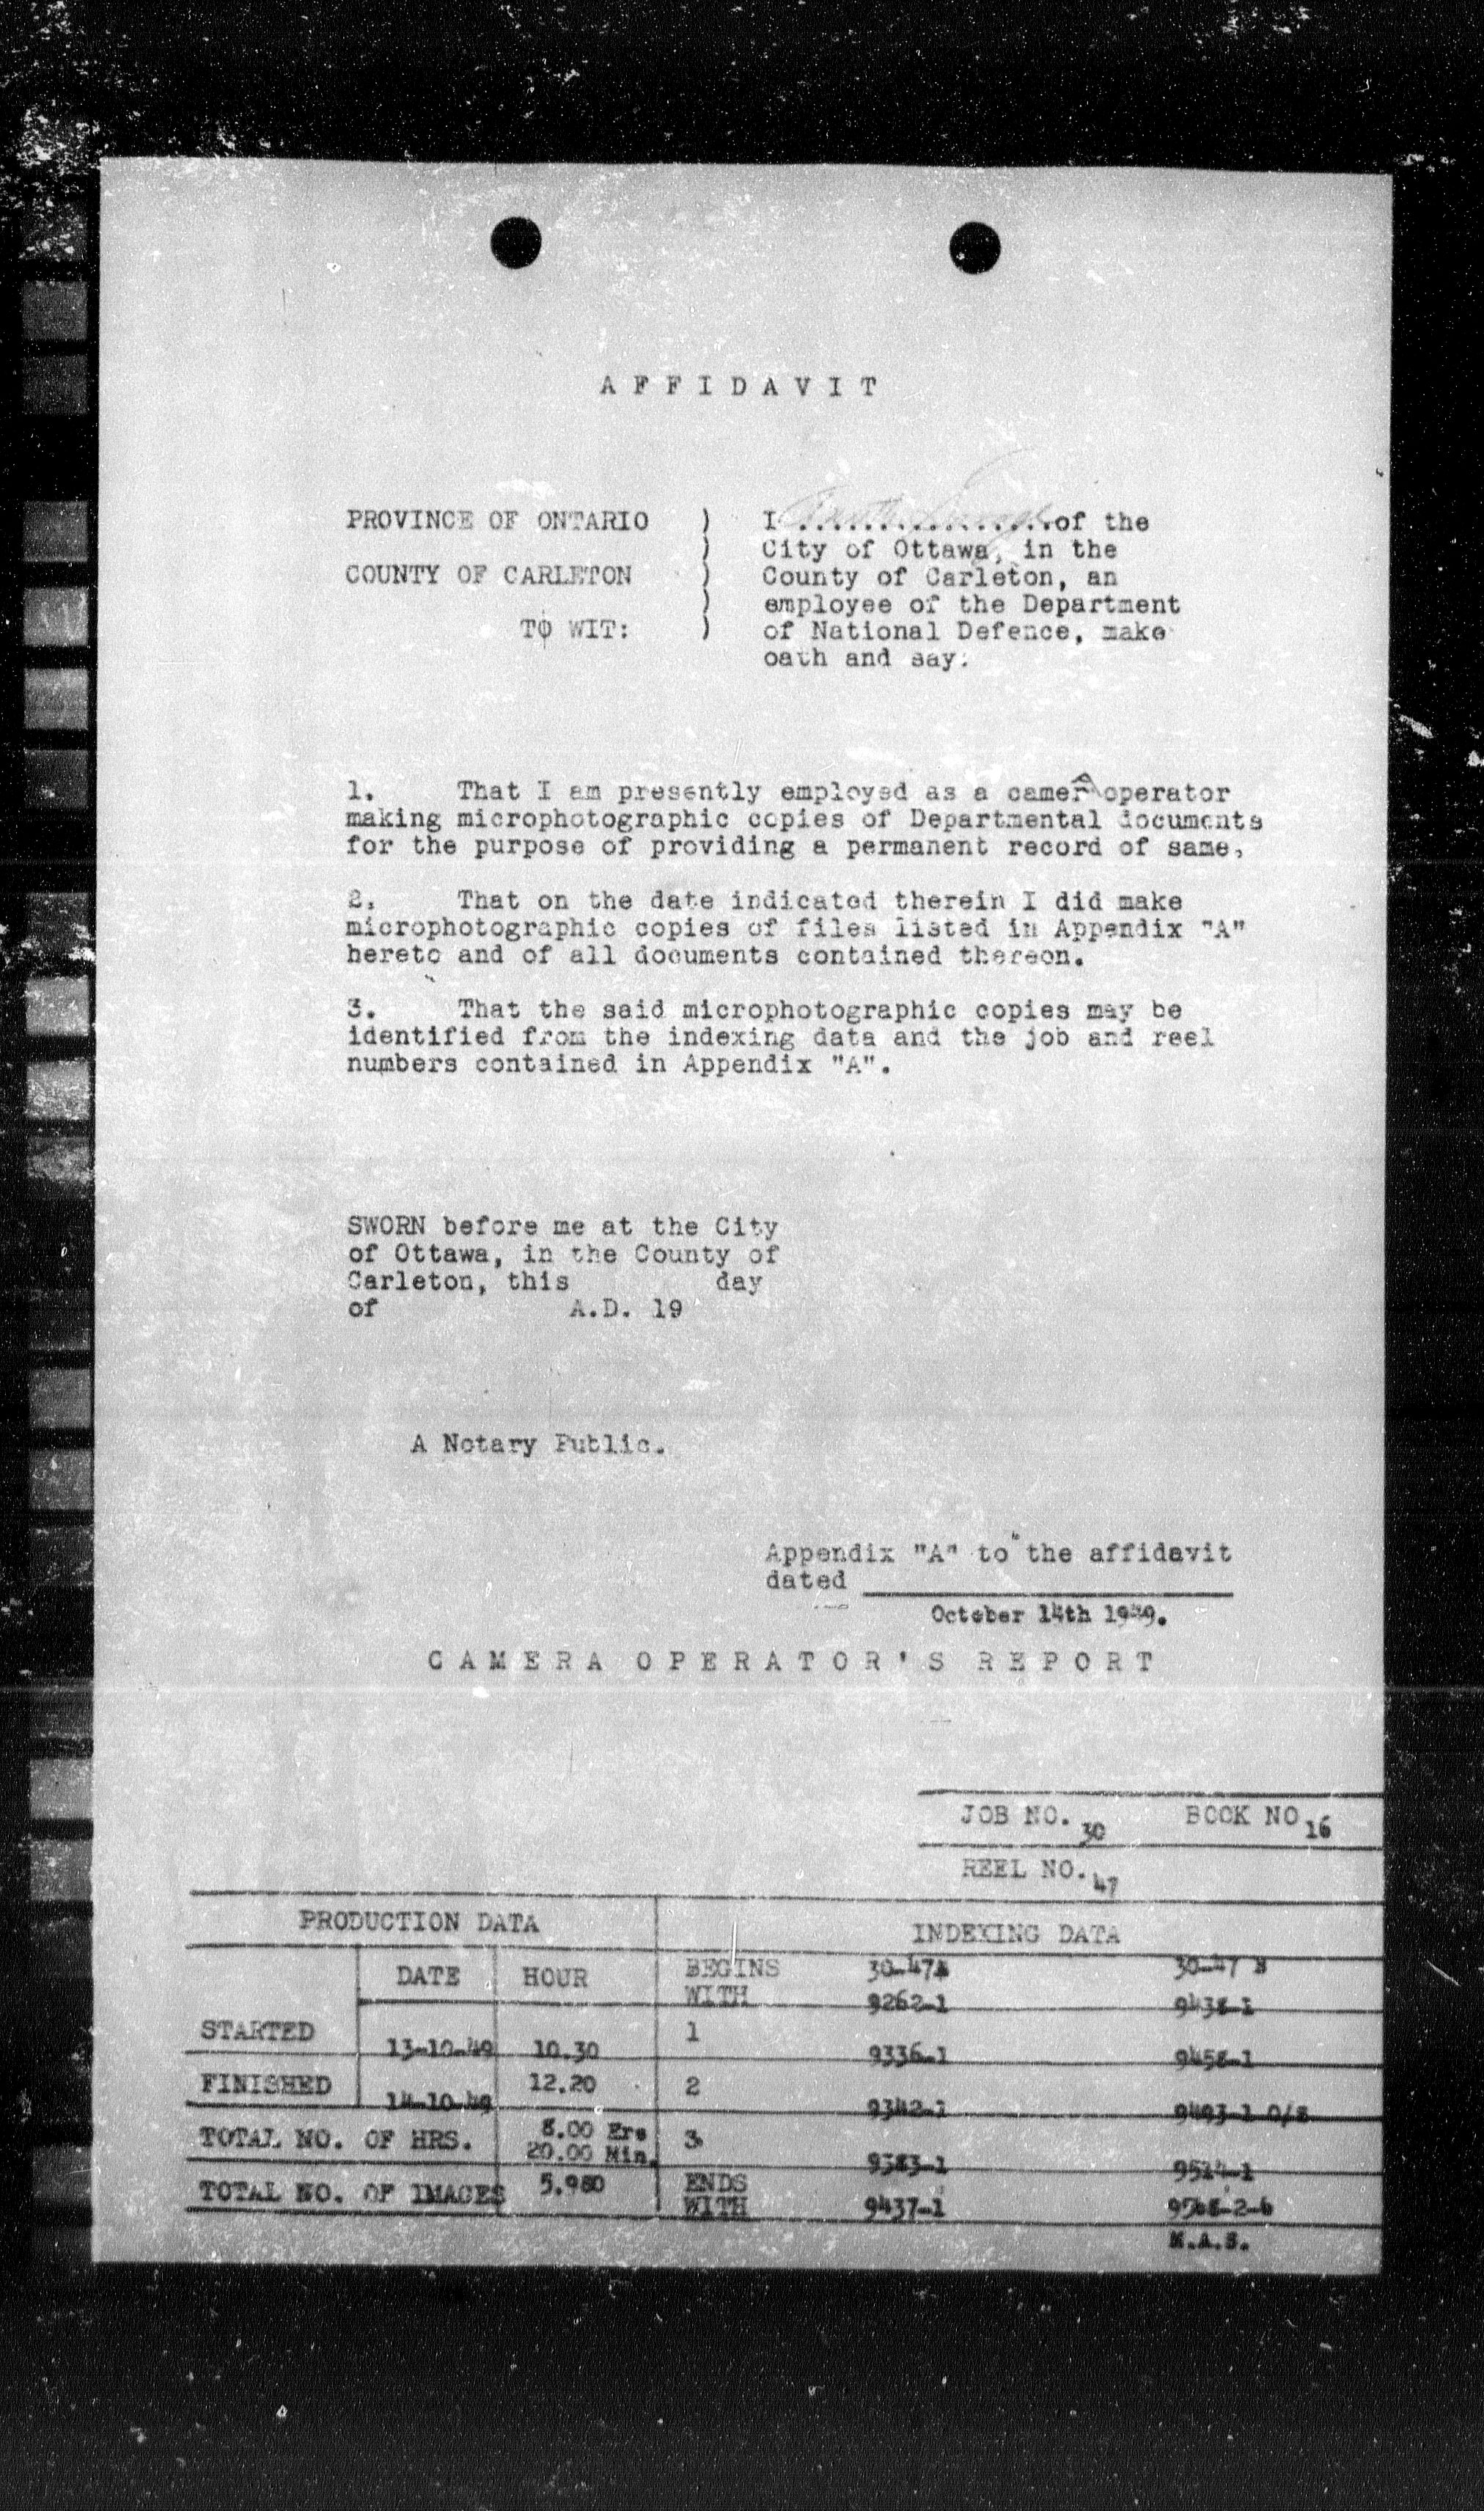 AFFIDAVIT
PROVINCE OF ONTARIO ) I ................of the
) City of Ottawa, in the
COUNTY OF CARLETON ) County of Carleton, an
) employee of the Department
TO WIT: ) of National Defence, make
oath and say:
1. That I am presently employed as a camera operator
making microphotographic copies of Departmental documents
for the purpose of providing a permanent record of same,
2. That on the date indicated therein I did make
microphotographic copies of files listed in Appendix "A"
hereto and of all documents contained thereon.
3. That the said microphotographic copies may be
identified from the indexing data and the job and reel
numbers contained in Appendix "A".
SWORN before me at the City
of Ottawa, in the County of
Carleton, this day
of A.D. 19
A Notary Public.
Appendix "A" to the affidavit
dated
October 14th 1949.
CAMERA OPERATOR'S REPORT
JOB NO. 30 BOOK NO 16
REEL NO. 47
PRODUCTION DATA INDEXING DATA
DATE HOUR BEGINS WITH 30-47A 30-47 B
9262-1 9438-1
STARTED 13-10-49 10.30 1 9336-1 9458-1
FINISHED 14-10-49 12.20 2 9342-1 9493-1 O/S
TOTAL NO. OF HRS. 8.00 Hrs 20.00 Min. 3 9383-1 9514-1
TOTAL NO. OF IMAGES 5.980 ENDS WITH 9437-1